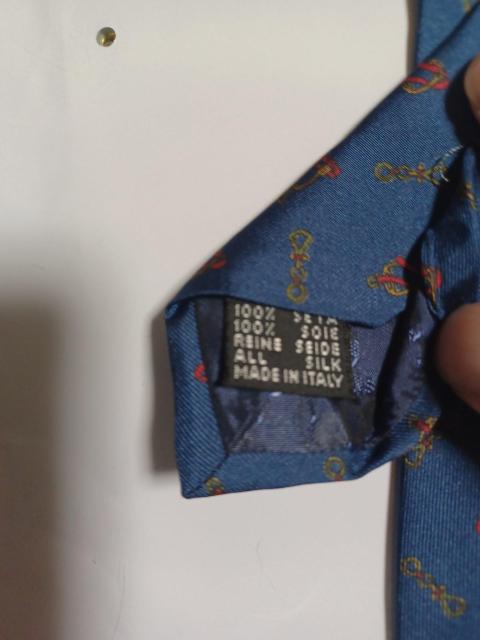 100% SETA
100% SOIE
REINE SEIDE
ALL SILK
MADE IN ITALY